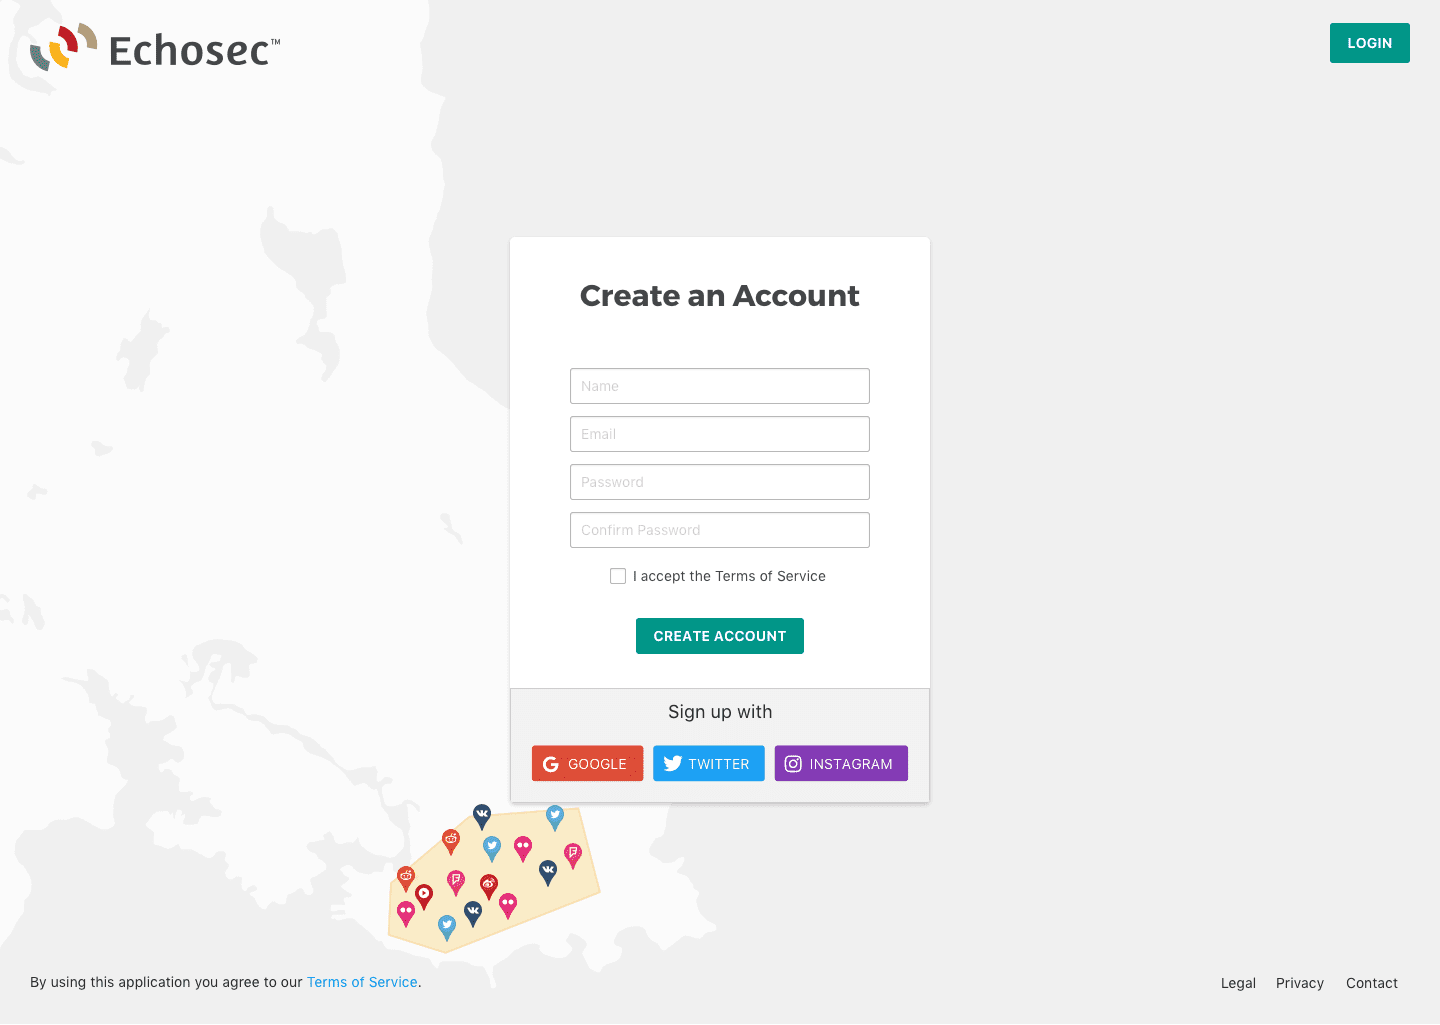 Echosec™
LOGIN
Create an Account
Name
Email
Password
Confirm Password
I accept the Terms of Service
CREATE ACCOUNT
Sign up with
GOOGLE
TWITTER
INSTAGRAM
By using this application you agree to our Terms of Service.
Legal
Privacy
Contact